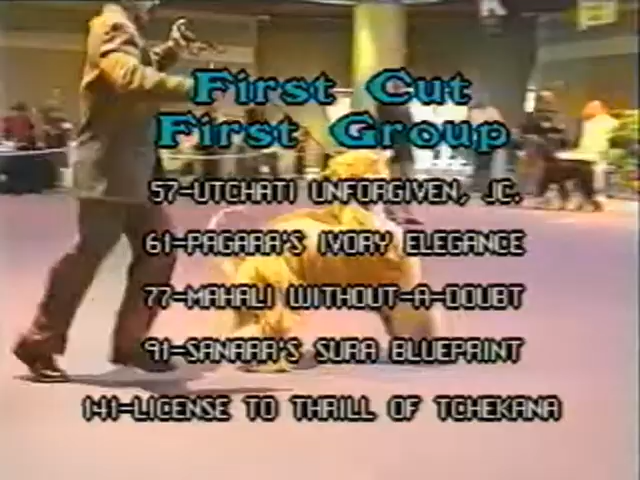 First Cut
First Group
57-UTCHATI UNFORGIVEN, JC.
61-PAGARA'S IVORY ELEGANCE
77-MAHALI WITHOUT-A-DOUBT
91-SANARA'S SURA BLUEPRINT
141-LICENSE TO THRILL OF TCHEKANA